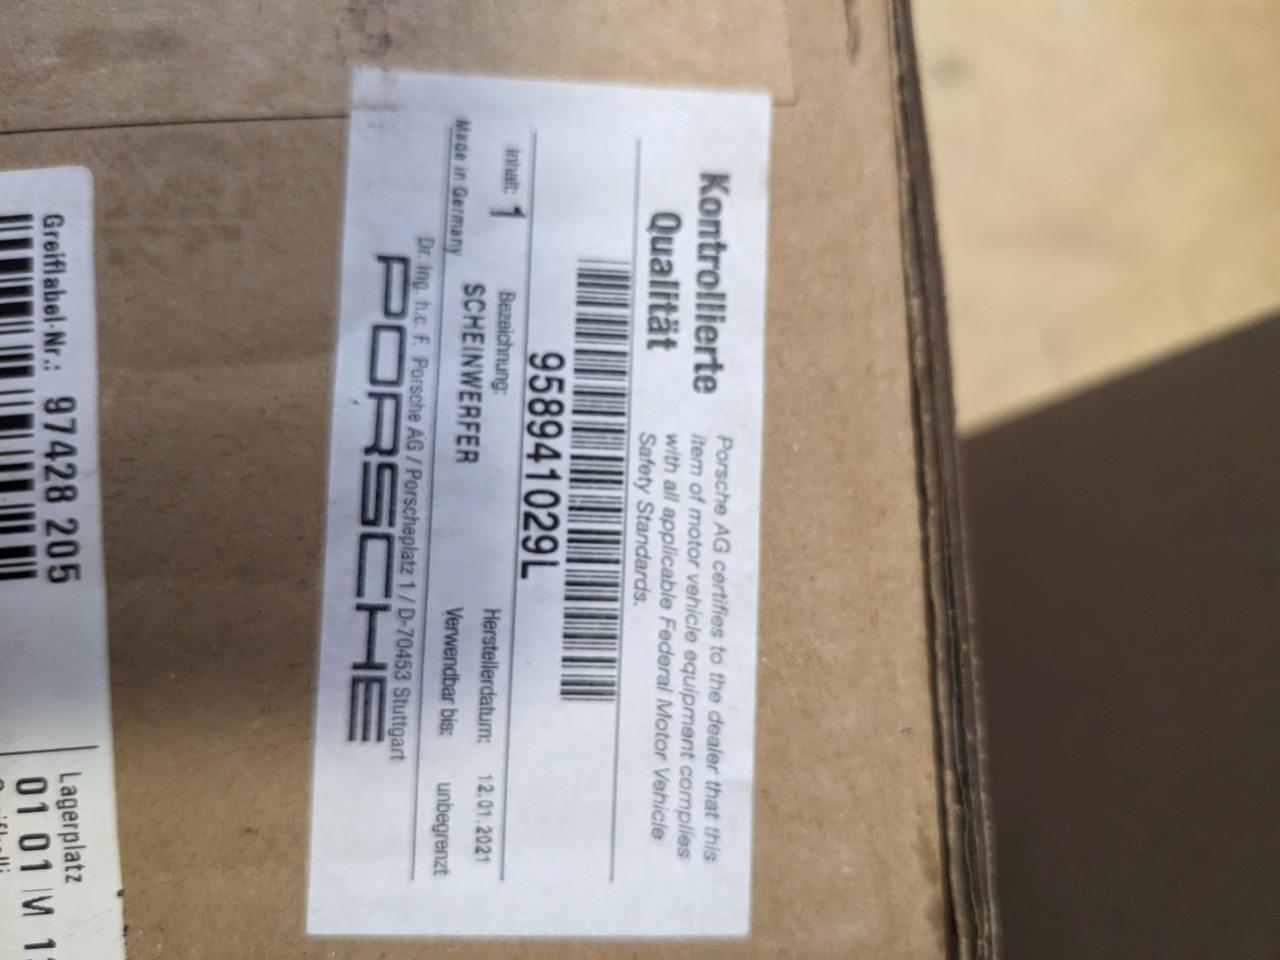 Kontrollierte
Qualität
Porsche AG certifies to the dealer that this
item of motor vehicle equipment complies
with all applicable Federal Motor Vehicle
Safety Standards.
958941029L
Inhalt: 1
Bezeichnung:
SCHEINWERFER
Herstellerdatum: 12.01.2021
Verwendbar bis: unbegrenzt
Made in Germany
Dr. Ing. h.c. F. Porsche AG / Porscheplatz 1 / D-70453 Stuttgart
PORSCHE
Greiflabel-Nr.: 97428 205
Lagerplatz
01 01 M